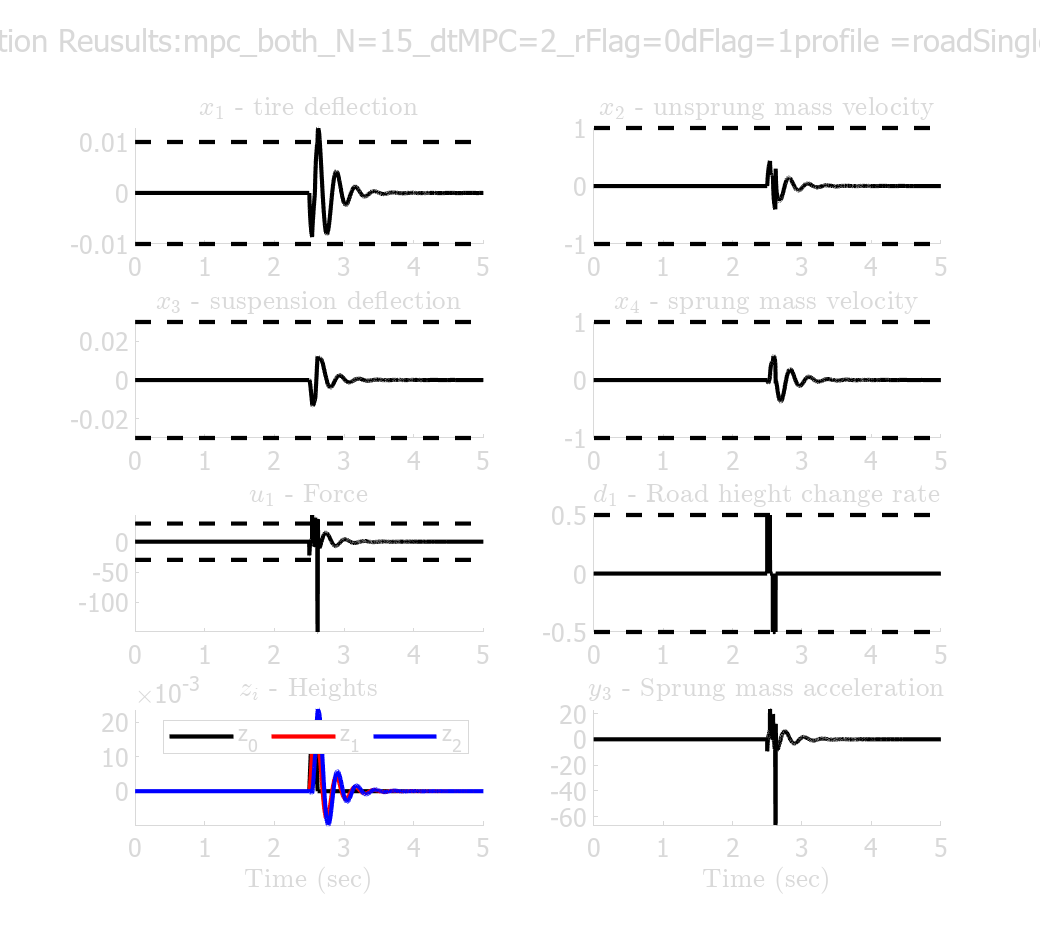 tion Reusults:mpc_both_N=15_dtMPC=2_rFlag=0dFlag=1profile =roadSingle
x1 - tire deflection
x2 - unsprung mass velocity
0.01
0
-0.01
0 1 2 3 4 5
1
0
-1
0 1 2 3 4 5
x3 - suspension deflection
x4 - sprung mass velocity
0.02
0
-0.02
0 1 2 3 4 5
1
0
-1
0 1 2 3 4 5
u1 - Force
d1 - Road hieght change rate
0
-50
-100
0 1 2 3 4 5
0.5
0
-0.5
0 1 2 3 4 5
×10-3
zi - Heights
y3 - Sprung mass acceleration
20
10
0
z0 z1 z2
0 1 2 3 4 5
Time (sec)
20
0
-20
-40
-60
0 1 2 3 4 5
Time (sec)